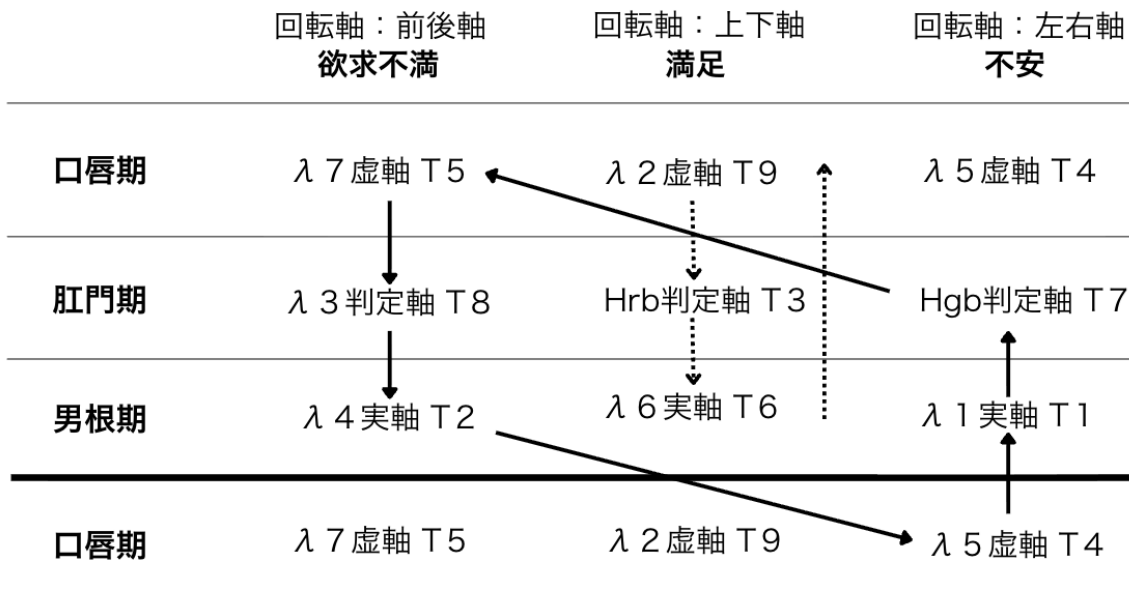 回転軸：前後軸 回転軸：上下軸 回転軸：左右軸
欲求不満 満足 不安
口唇期 λ７虚軸 T５ λ２虚軸 T９ λ５虚軸 T４
肛門期 λ３判定軸 T８ Hrb判定軸 T３ Hgb判定軸 T７
男根期 λ４実軸 T２ λ６実軸 T６ λ１実軸 T１
口唇期 λ７虚軸 T５ λ２虚軸 T９ λ５虚軸 T４